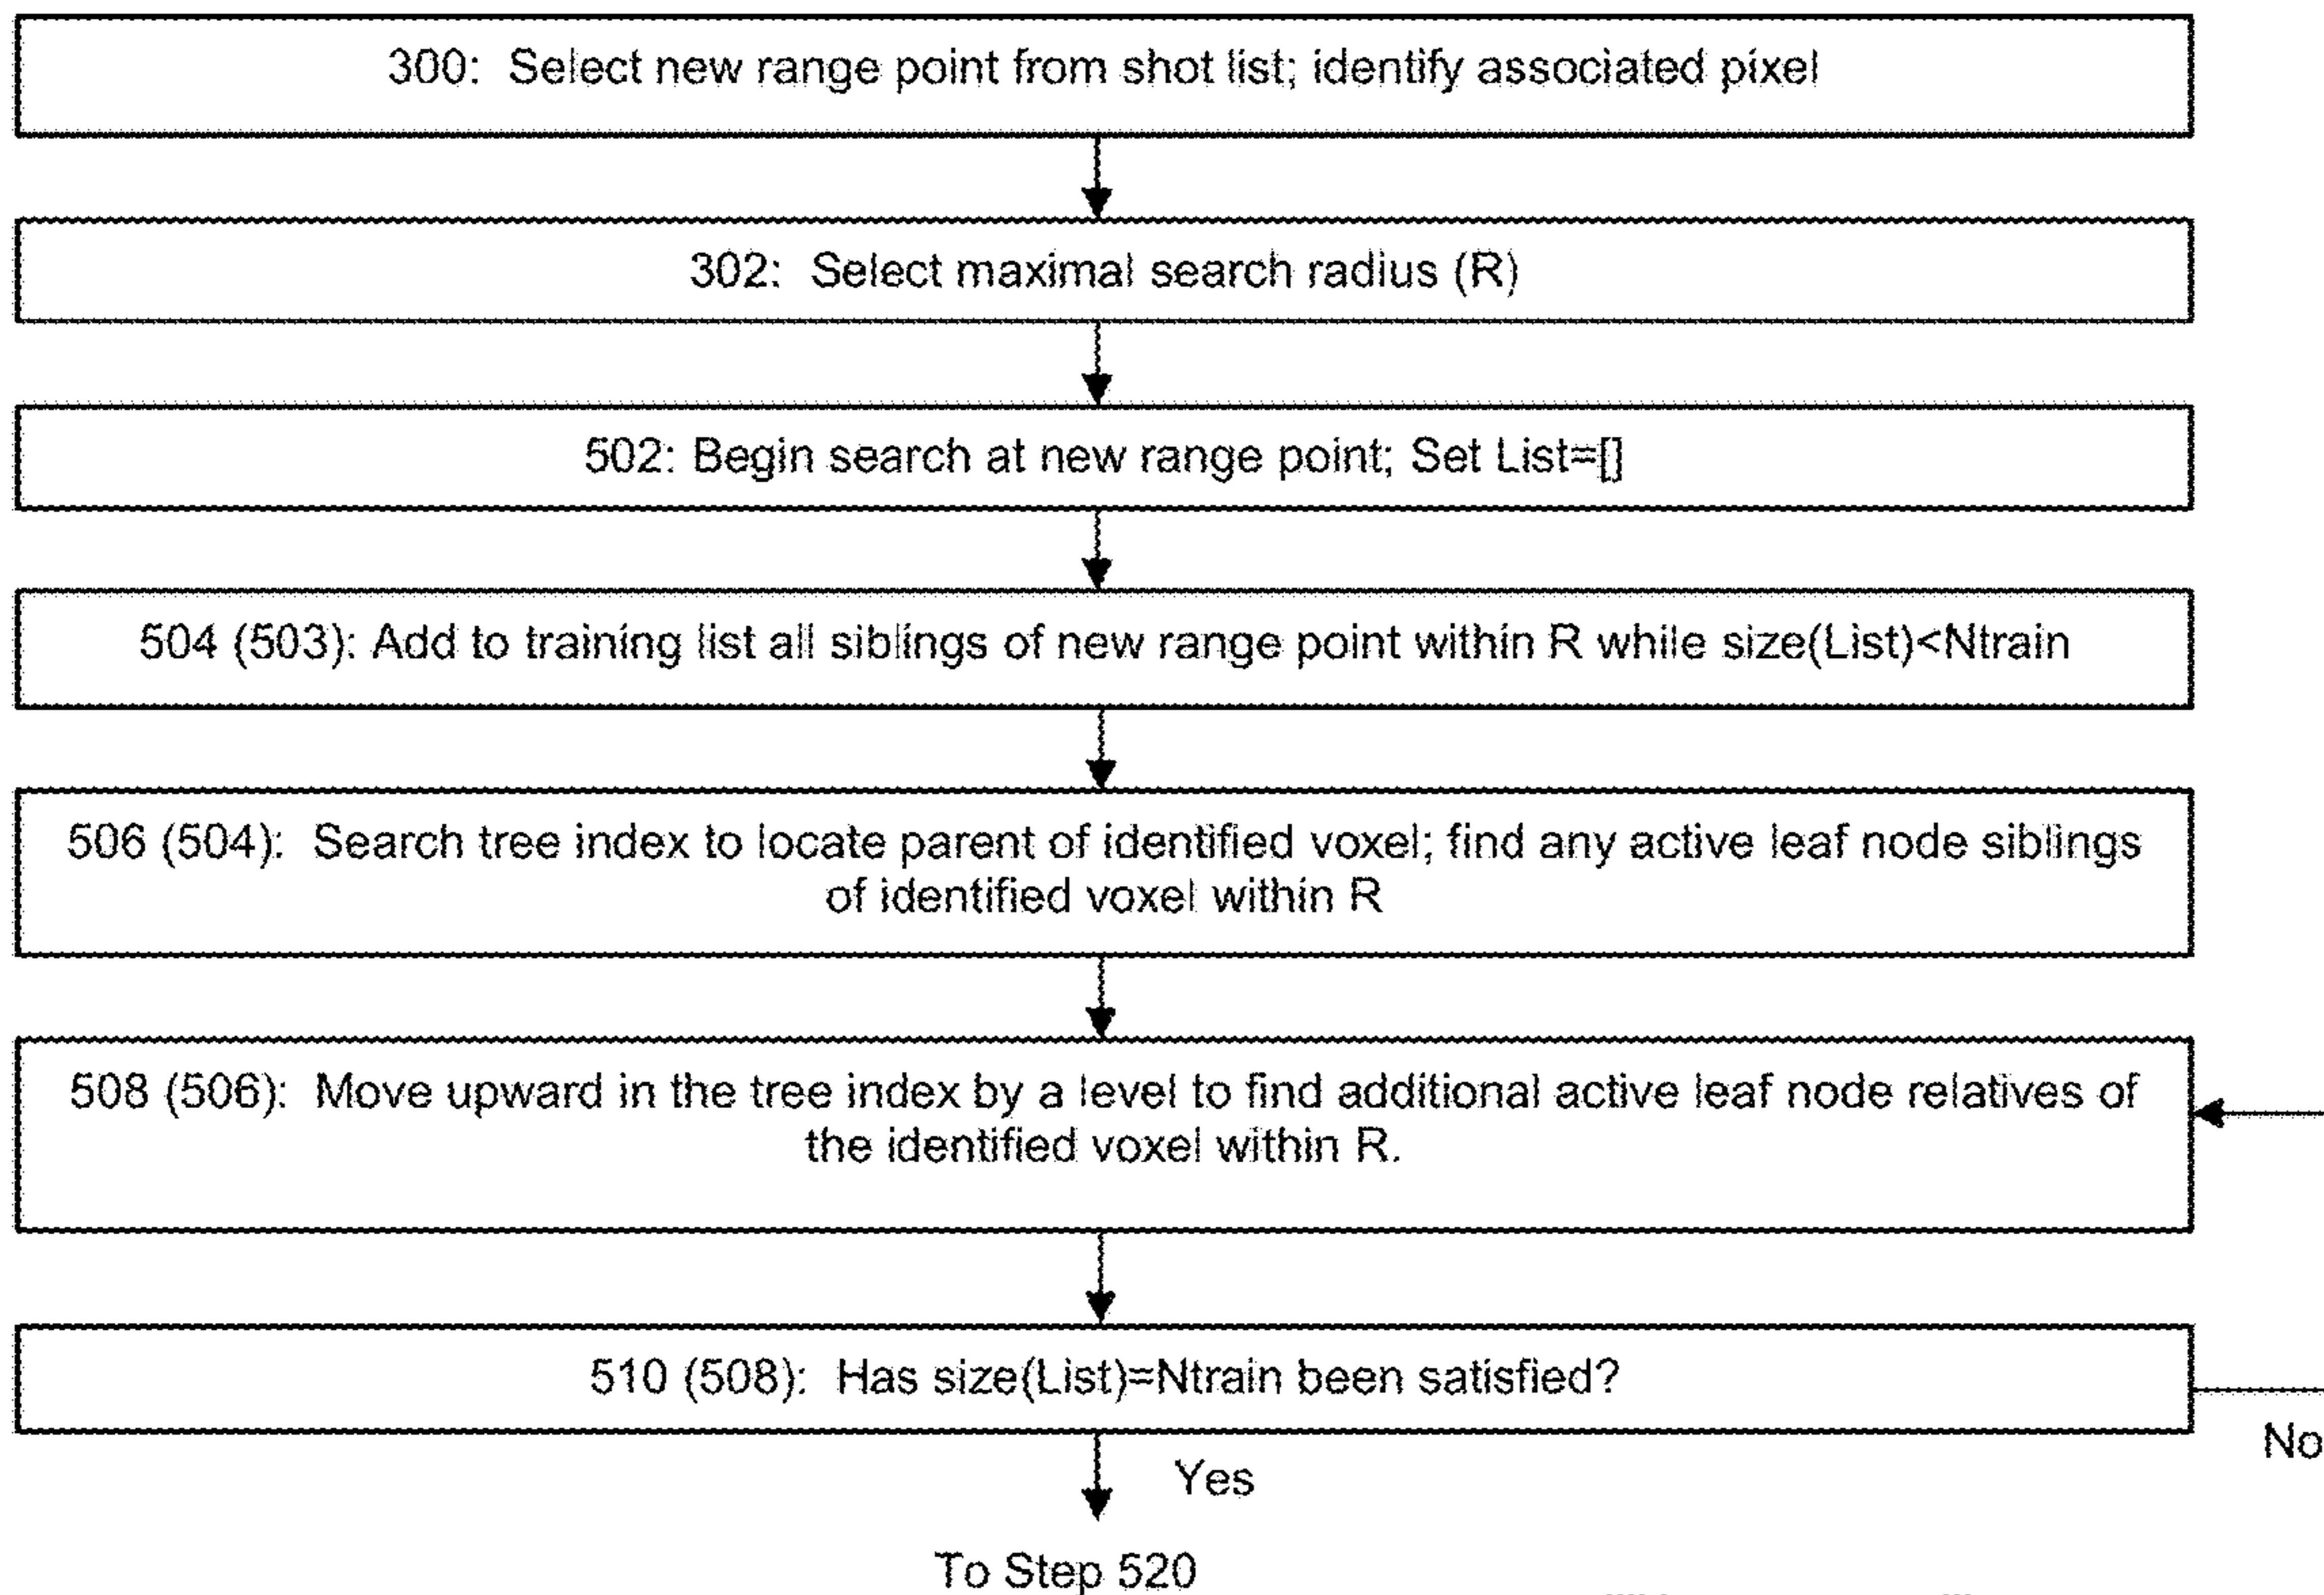 300: Select new range point from shot list; identify associated pixel
302: Select maximal search radius (R)
502: Begin search at new range point; Set List=[]
504 (503): Add to training list all siblings of new range point within R while size(List)<Ntrain
506 (504): Search tree index to locate parent of identified voxel; find any active leaf node siblings
of identified voxel within R
508 (506): Move upward in the tree index by a level to find additional active leaf node relatives of
the identified voxel within R.
510 (508): Has size(List)=Ntrain been satisfied?
No
Yes
To Step 520